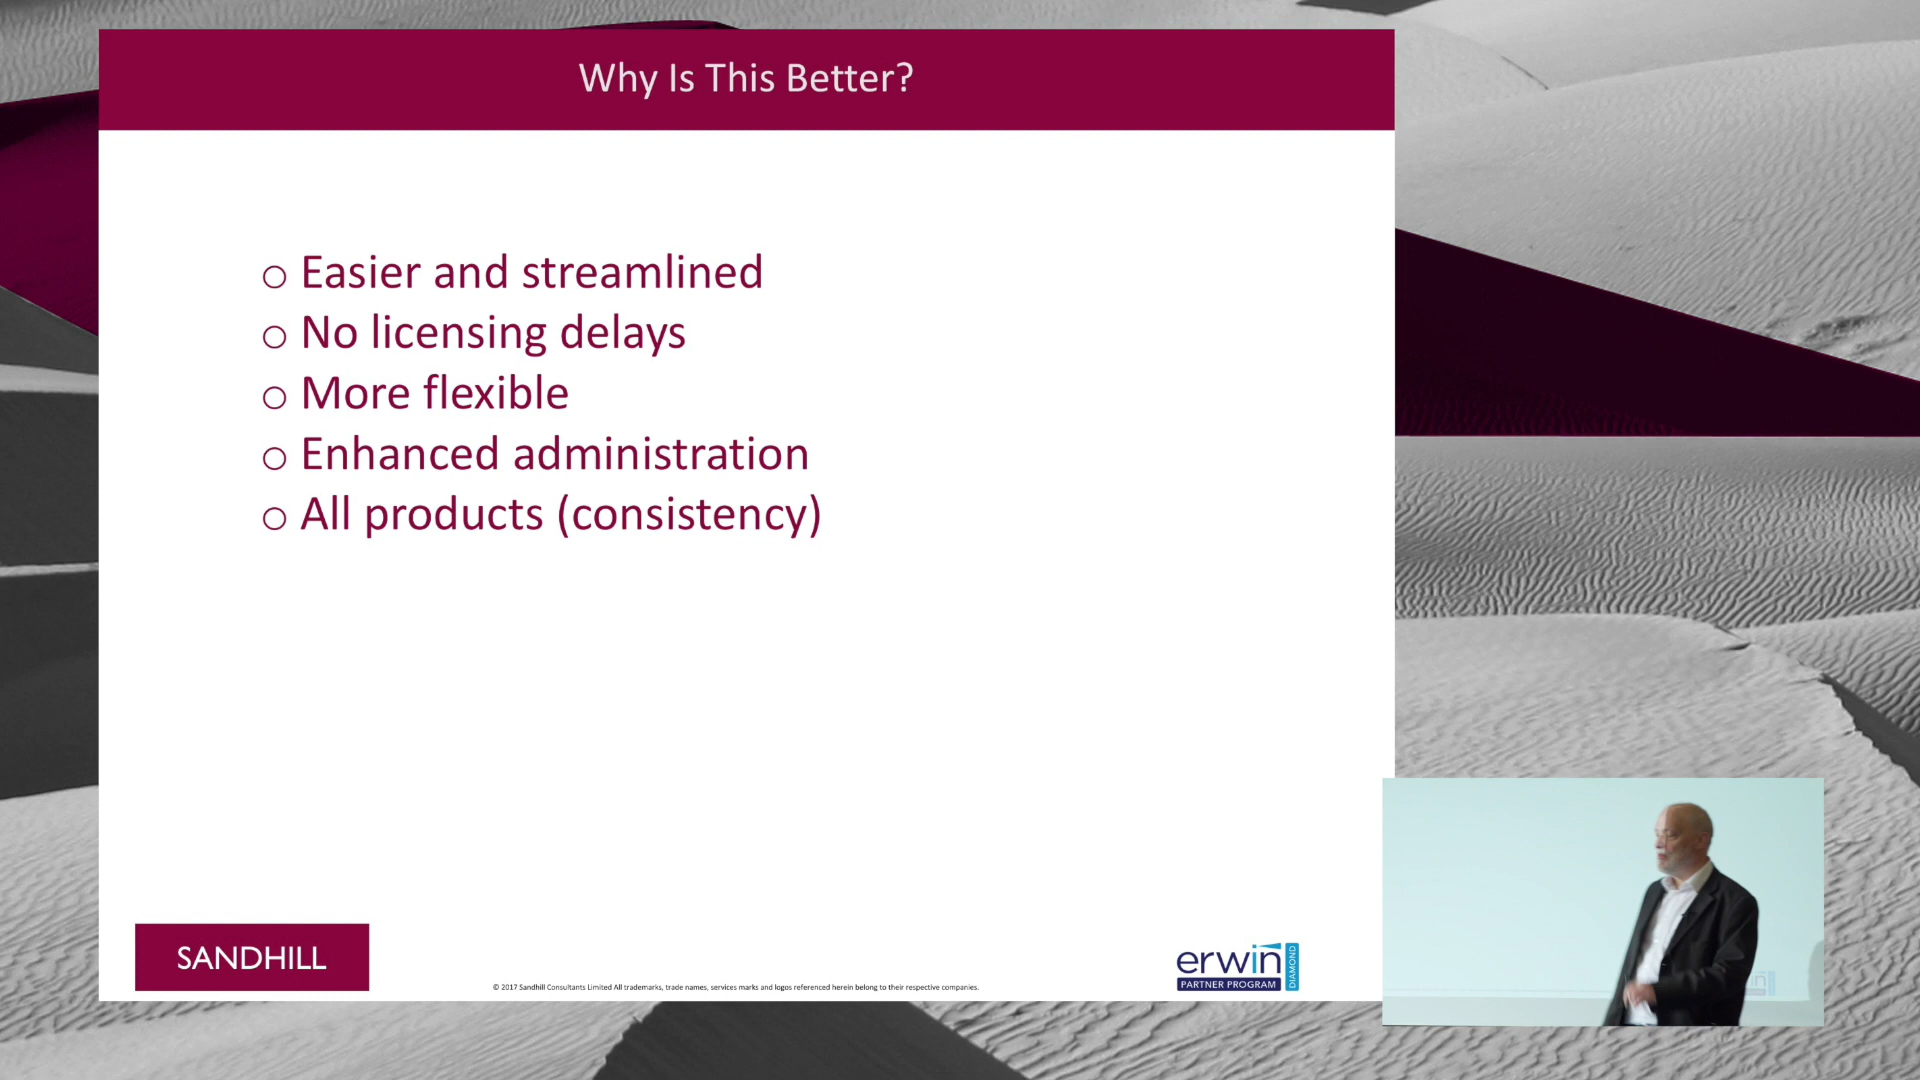 Why Is This Better?
Easier and streamlined
No licensing delays
More flexible
Enhanced administration
All products (consistency)
SANDHILL
© 2017 Sandhill Consultants Limited All trademarks, trade names, services marks and logos referenced herein belong to their respective companies.
erwin
PARTNER PROGRAM
DIAMOND